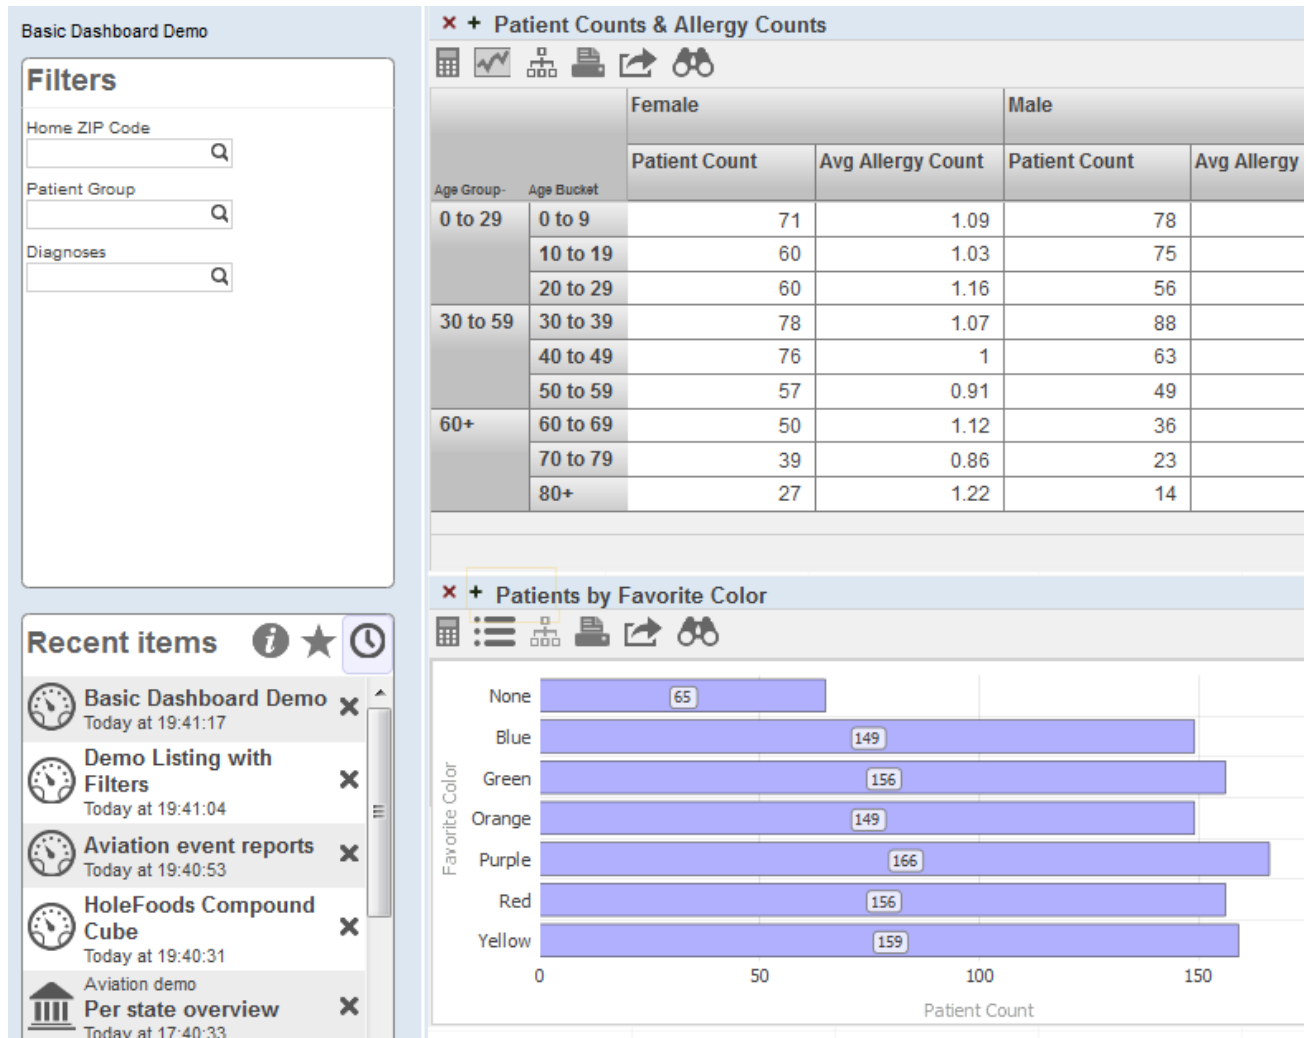 Basic Dashboard Demo
Filters
Home ZIP Code
Patient Group
Diagnoses
Recent items
Basic Dashboard Demo
Today at 19:41:17
Demo Listing with
Filters
Today at 19:41:04
Aviation event reports
Today at 19:40:53
HoleFoods Compound
Cube
Today at 19:40:31
Aviation demo
Per state overview
Today at 17:40:33
Patient Counts & Allergy Counts
Female Male
Age Group- Age Bucket Patient Count Avg Allergy Count Patient Count Avg Allergy
0 to 29 0 to 9 71 1.09 78
10 to 19 60 1.03 75
20 to 29 60 1.16 56
30 to 59 30 to 39 78 1.07 88
40 to 49 76 1 63
50 to 59 57 0.91 49
60+ 60 to 69 50 1.12 36
70 to 79 39 0.86 23
80+ 27 1.22 14
Patients by Favorite Color
Favorite Color
None 65
Blue 149
Green 156
Orange 149
Purple 166
Red 156
Yellow 159
0 50 100 150
Patient Count